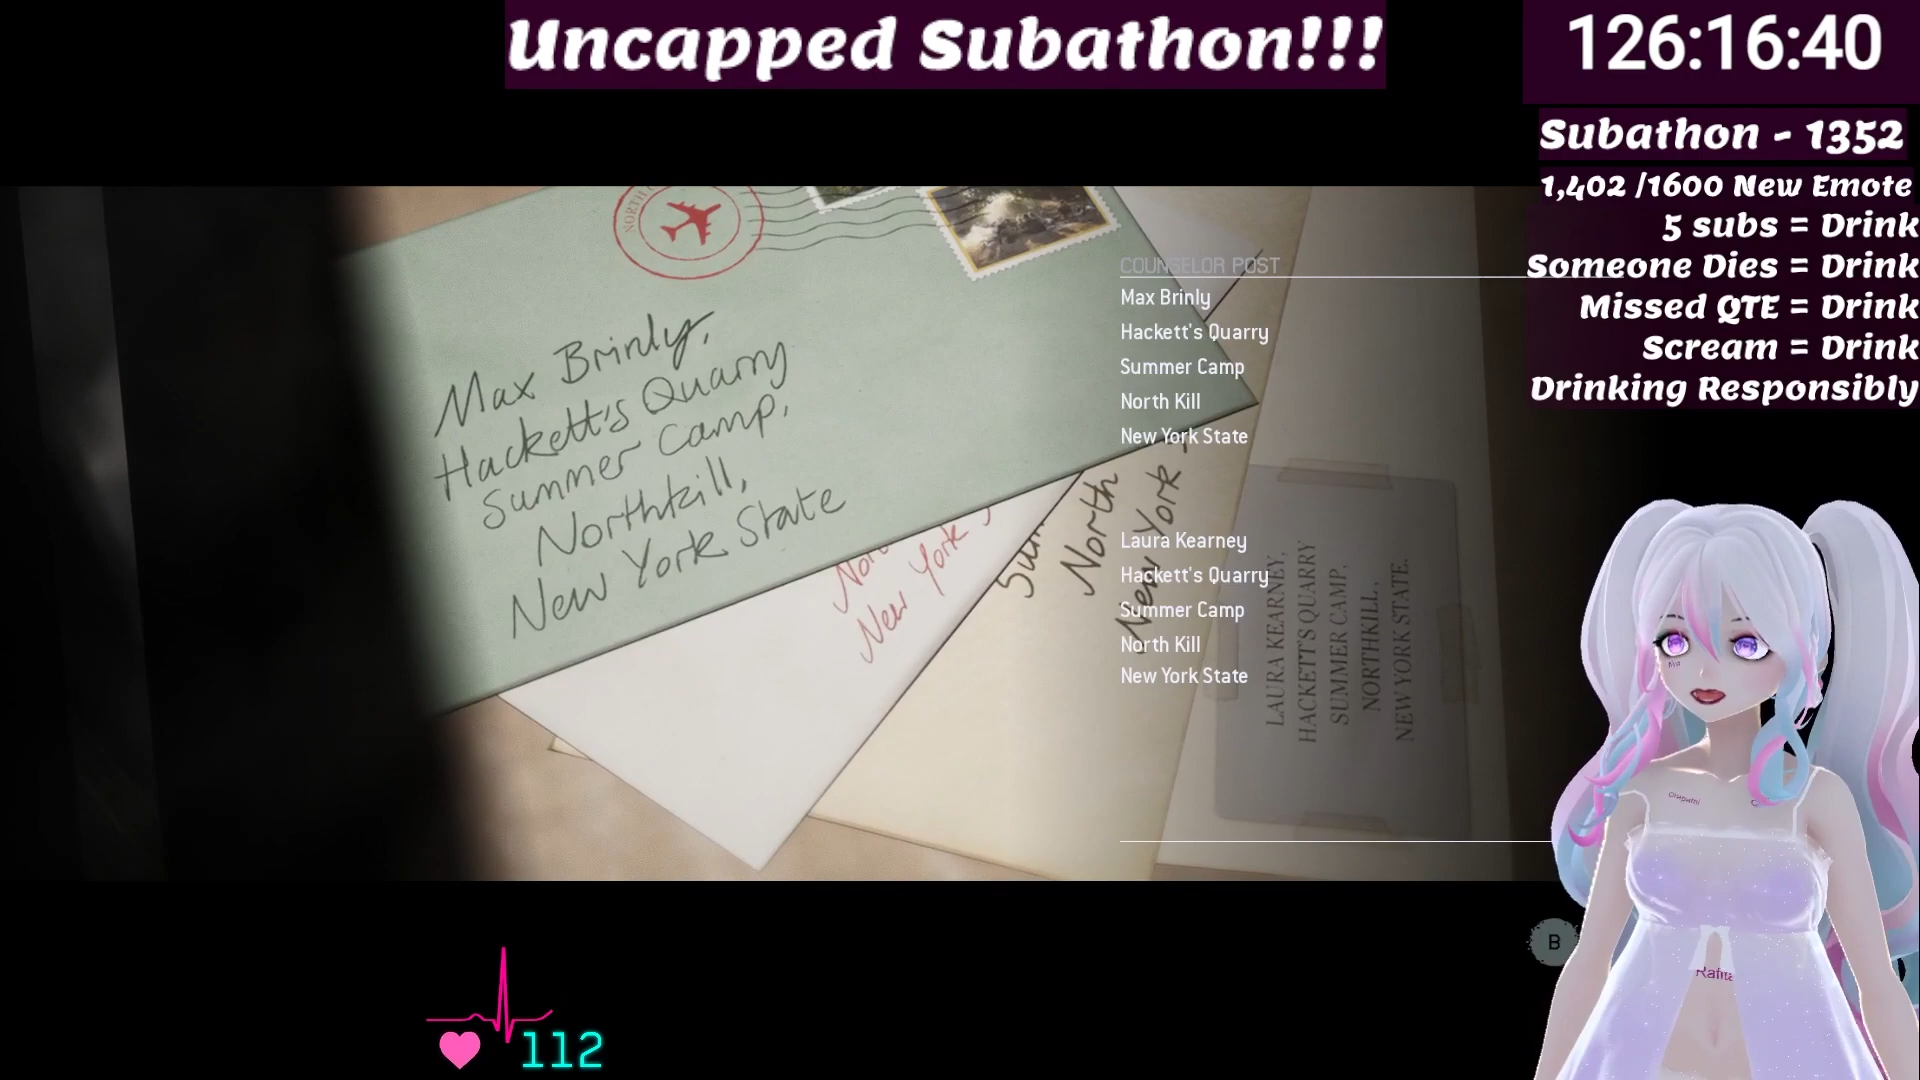 Uncapped Subathon!!!
126:16:40
Subathon - 1352
1,402 /1600 New Emote
5 subs = Drink
Someone Dies = Drink
Missed QTE = Drink
Scream = Drink
Drinking Responsibly
COUNSELOR POST
Max Brinly
Hackett's Quarry
Summer Camp
North Kill
New York State
Laura Kearney
Hackett's Quarry
Summer Camp
North Kill
New York State
NORTH
Max Brinly,
Hackett's Quarry
Summer Camp,
Northkill,
New York State
New York S
North
New York
LAURA KEARNEY,
HACKETT'S QUARRY
SUMMER CAMP,
NORTHKILL,
NEW YORK STATE.
B
112